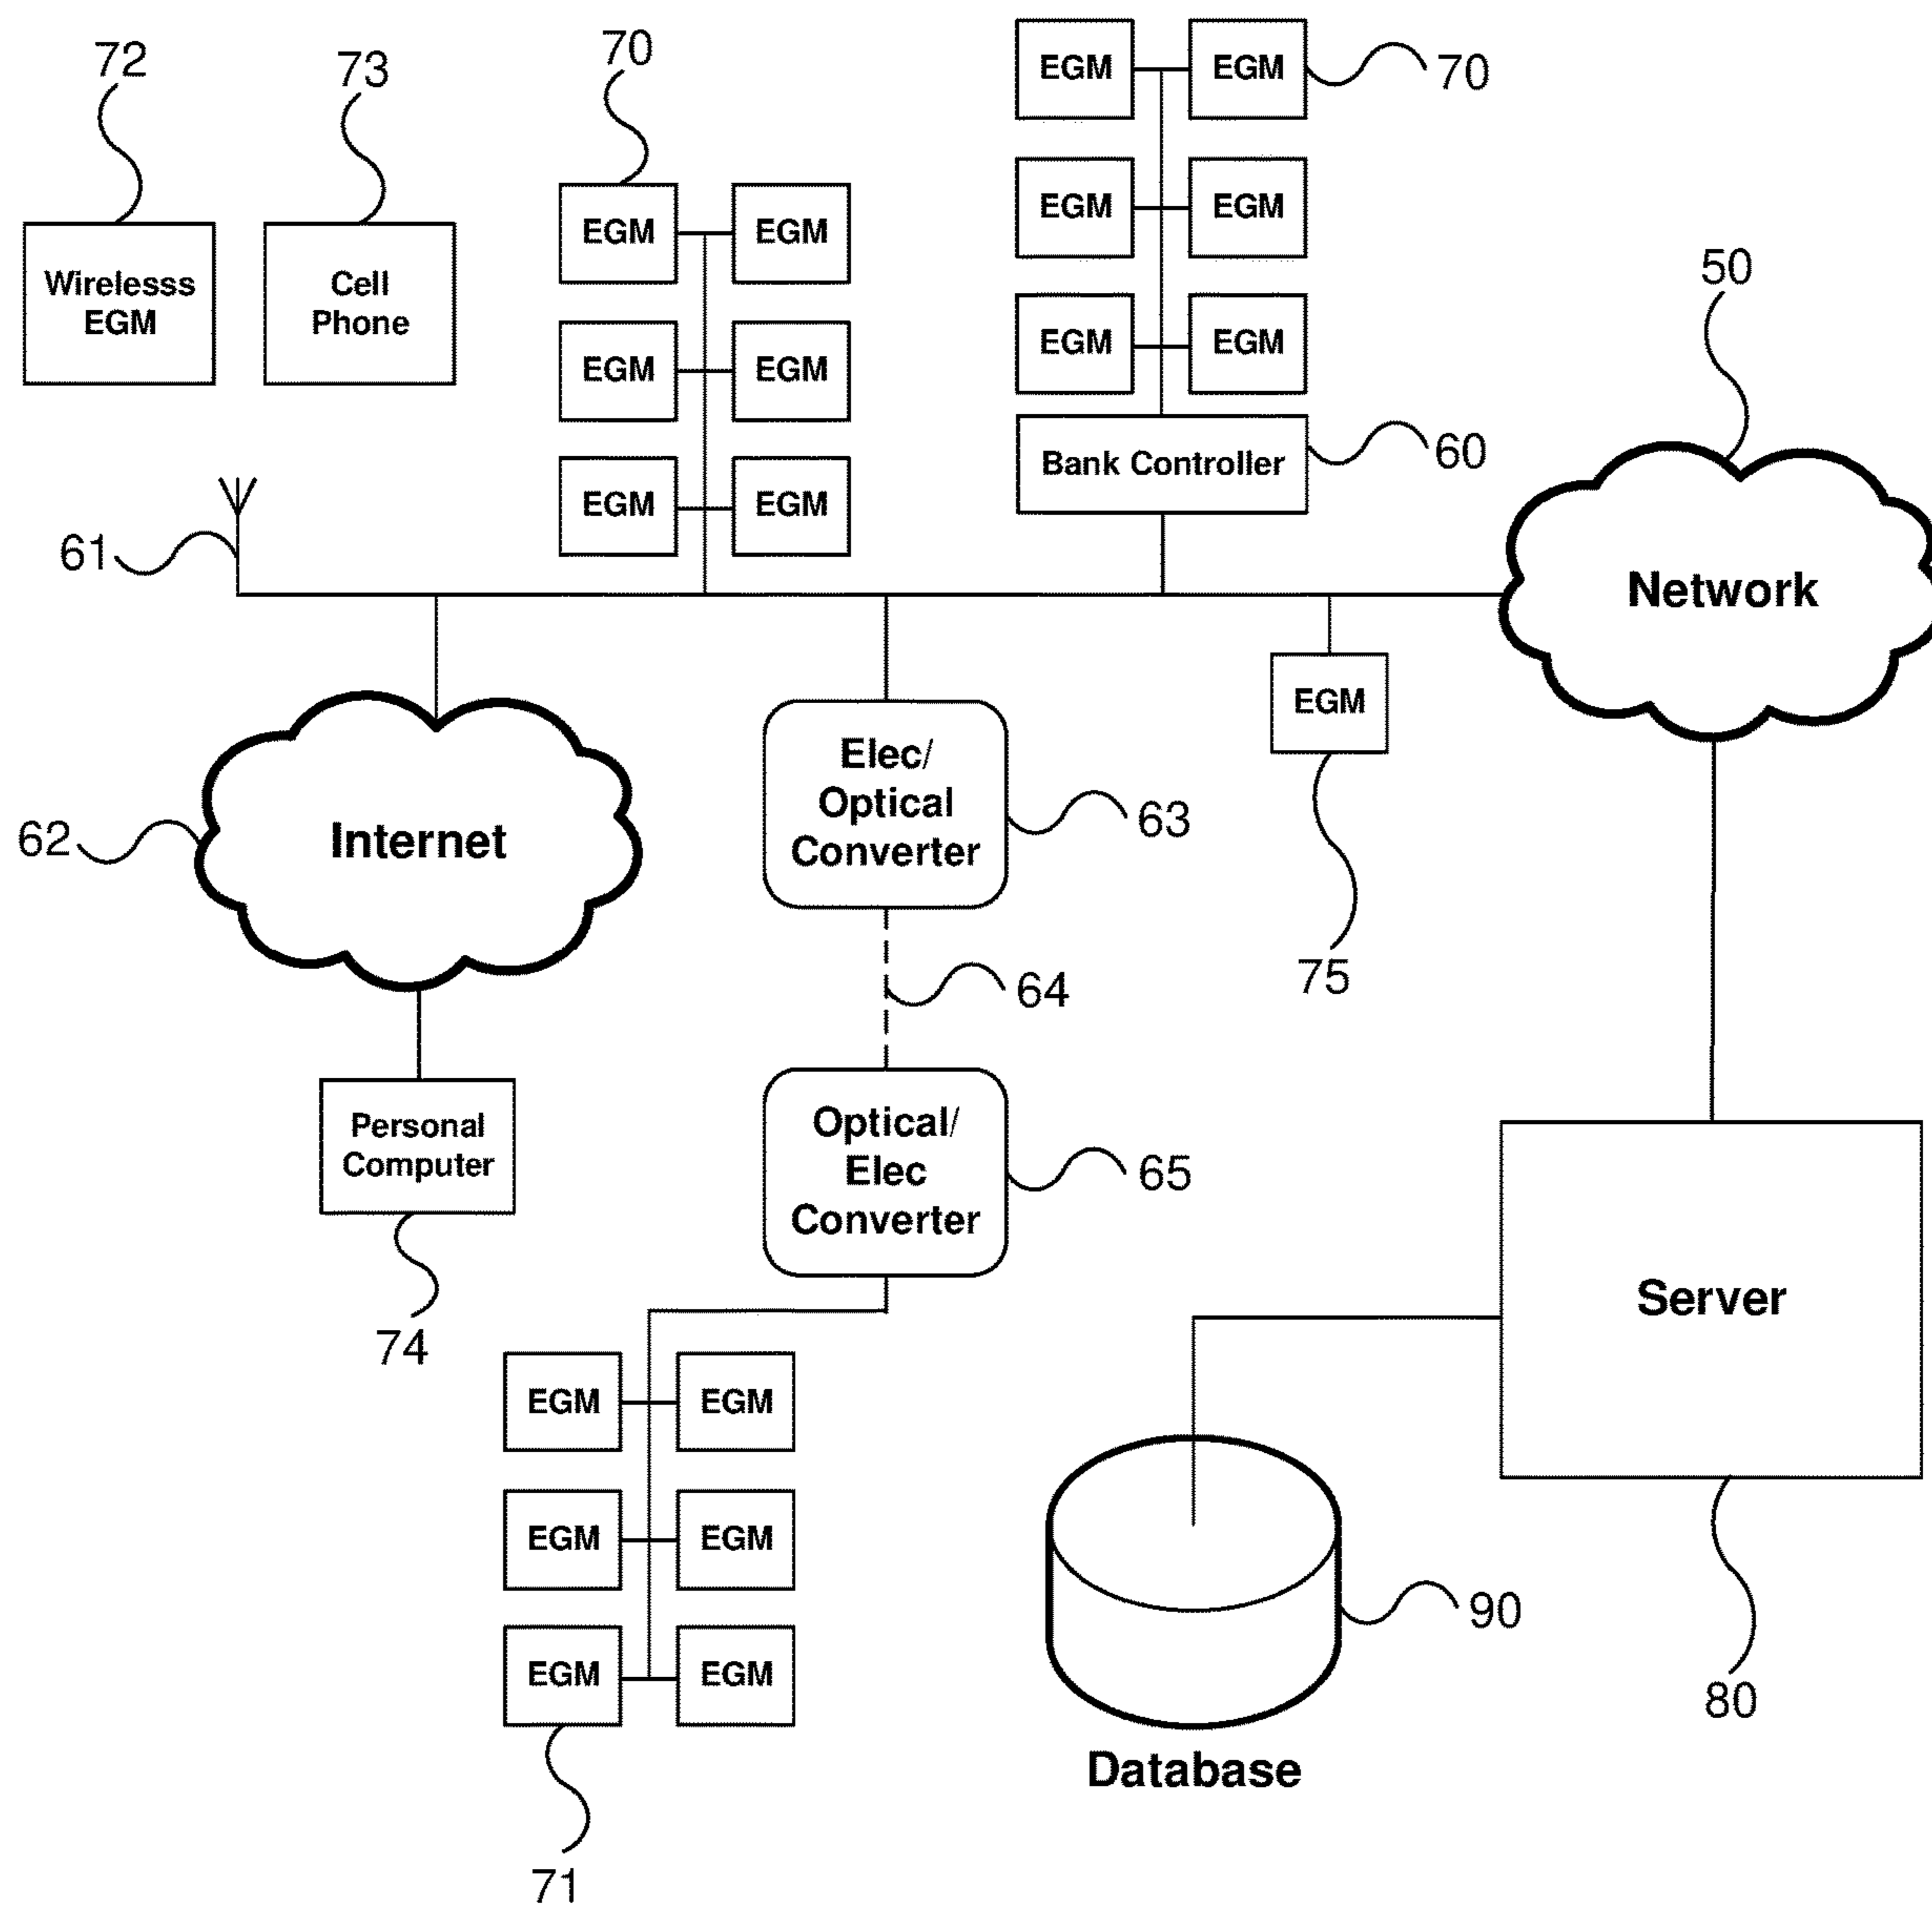 72
73
70
EGM EGM
70
Wirelesss
EGM
Cell
Phone
EGM EGM
EGM EGM
EGM EGM
EGM EGM
50
EGM EGM
EGM EGM
Bank Controller
60
61
Network
EGM
75
Internet
62
Elec/
Optical
Converter
63
64
Personal
Computer
74
Optical/
Elec
Converter
65
Server
80
EGM EGM
EGM EGM
EGM EGM
71
90
Database